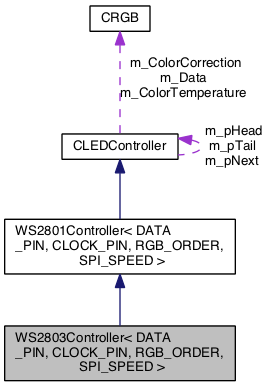 CRGB
m_ColorCorrection
m_Data
m_ColorTemperature
CLEDController
m_pHead
m_pTail
m_pNext
WS2801Controller< DATA
_PIN, CLOCK_PIN, RGB_ORDER,
SPI_SPEED >
WS2803Controller< DATA
_PIN, CLOCK_PIN, RGB_ORDER,
SPI_SPEED >